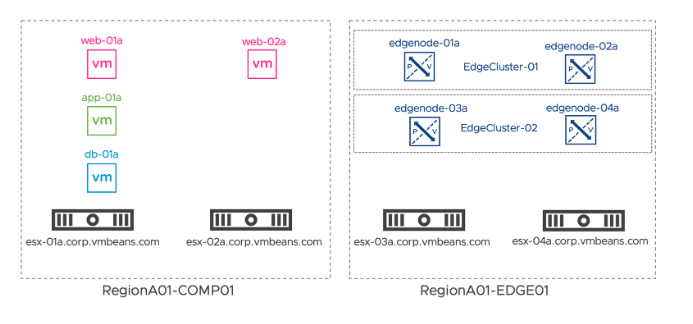 web-01a
vm
web-02a
vm
app-01a
vm
db-01a
vm
esx-01a.corp.vmbeans.com
esx-02a.corp.vmbeans.com
RegionA01-COMP01
edgenode-01a
P V
EdgeCluster-01
edgenode-02a
P V
edgenode-03a
P V
EdgeCluster-02
edgenode-04a
P V
esx-03a.corp.vmbeans.com
esx-04a.corp.vmbeans.com
RegionA01-EDGE01